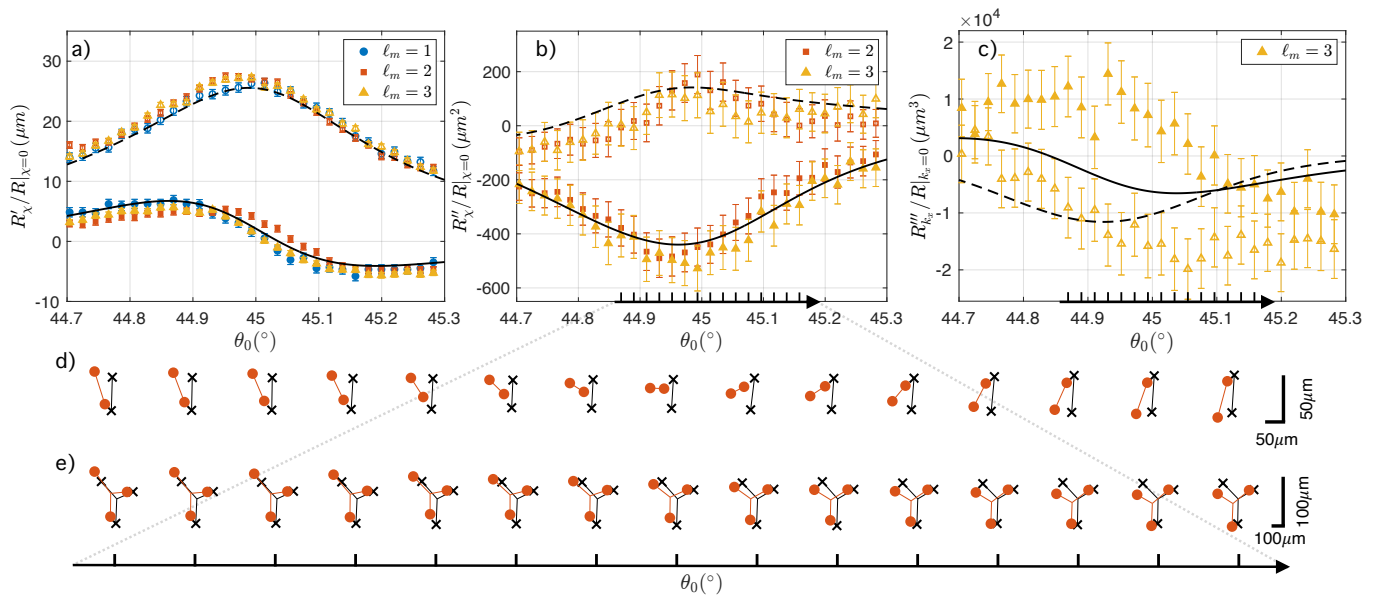 a)
ℓm = 1
ℓm = 2
ℓm = 3
R′χ/R|χ=0 (μm)
30
20
10
0
-10
44.7 44.8 44.9 45 45.1 45.2 45.3
θ0(°)
b)
ℓm = 2
ℓm = 3
R″χ/R|χ=0 (μm²)
200
0
-200
-400
-600
44.7 44.8 44.9 45 45.1 45.2 45.3
θ0(°)
× 10⁴
c)
ℓm = 3
R‴kx/R|kx=0 (μm³)
2
1
0
-1
-2
44.7 44.8 44.9 45 45.1 45.2 45.3
θ0(°)
d)
50μm
50μm
e)
100μm
100μm
θ0(°)